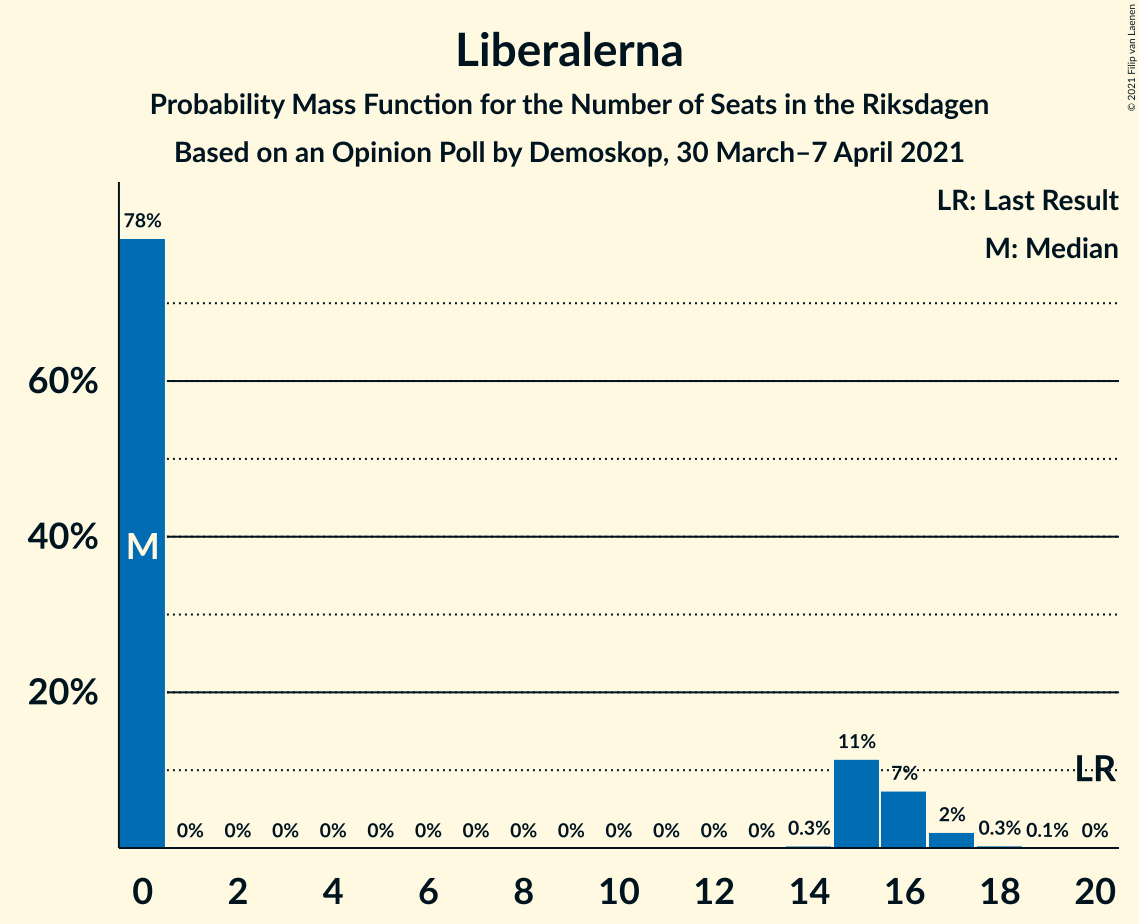 Liberalerna
Probability Mass Function for the Number of Seats in the Riksdagen
Based on an Opinion Poll by Demoskop, 30 March–7 April 2021
© 2021 Filip van Laenen
LR: Last Result
M: Median
78%
60%
40%
M
20%
11%
LR
7%
2%
0% 0% 0% 0% 0% 0% 0% 0% 0% 0% 0% 0% 0% 0.3% 0.3% 0.1% 0%
0 2 4 6 8 10 12 14 16 18 20